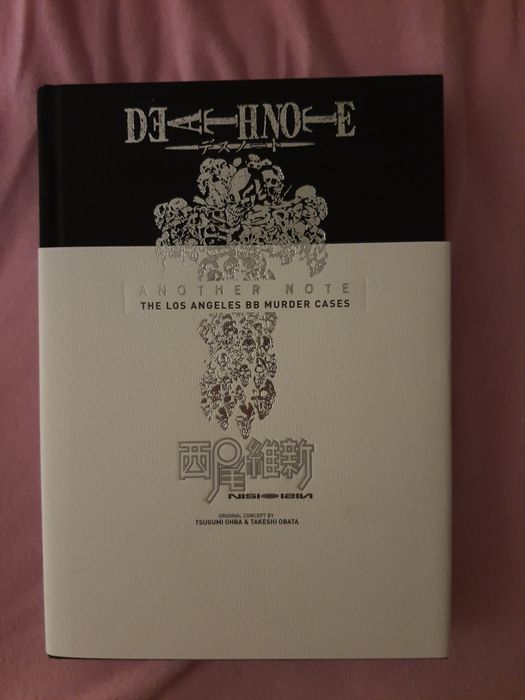 DEATH NOTE
デスノート
ANOTHER NOTE
THE LOS ANGELES BB MURDER CASES
西尾維新
NISIOISIN
ORIGINAL CONCEPT BY
TSUGUMI OHBA & TAKESHI OBATA